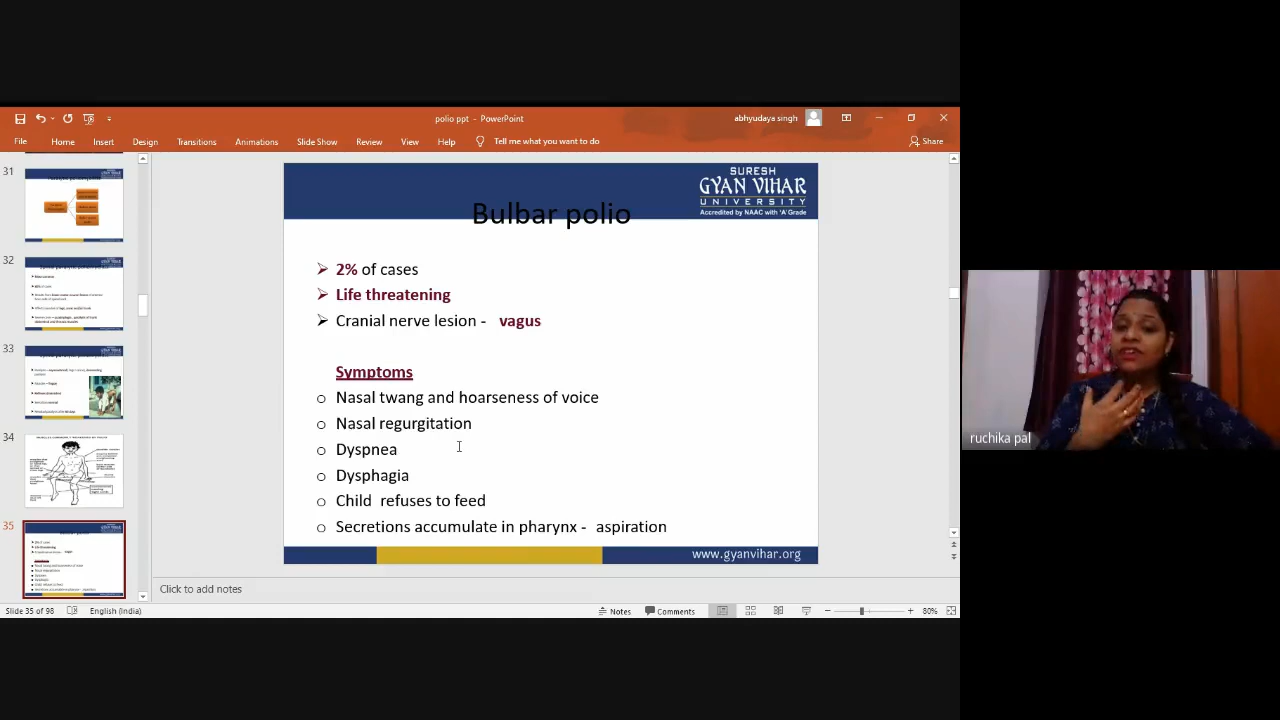 polio ppt - PowerPoint
abhyudaya singh
File Home Insert Design Transitions Animations Slide Show Review View Help Tell me what you want to do Share
31
32
33
34
35
SURESH
GYAN VIHAR
UNIVERSITY
Accredited by NAAC with 'A' Grade
Bulbar polio
2% of cases
Life threatening
Cranial nerve lesion - vagus
Symptoms
Nasal twang and hoarseness of voice
Nasal regurgitation
Dyspnea
Dysphagia
Child refuses to feed
Secretions accumulate in pharynx - aspiration
www.gyanvihar.org
Click to add notes
Slide 35 of 98 English (India) Notes Comments 80%
ruchika pal